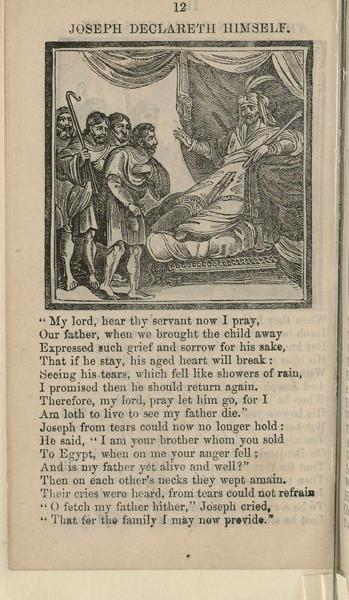 12
JOSEPH DECLARETH HIMSELF.
“ My lord, hear thy servant now I pray,
Our father, when we brought the child away
Expressed such grief and sorrow for his sake,
That if he stay, his aged heart will break :
Seeing his tears, which fell like showers of rain,
I promised then he should return again.
Therefore, my lord, pray let him go, for I
Am loth to live to see my father die.”
Joseph from tears could now no longer hold :
He said, “ I am your brother whom you sold
To Egypt, when on me your anger fell ;
And is my father yet alive and well?”
Then on each other's necks they wept amain.
Their cries were heard, from tears could not refrain
“ O fetch my father hither,” Joseph cried,
“ That for the family I may now provide.”